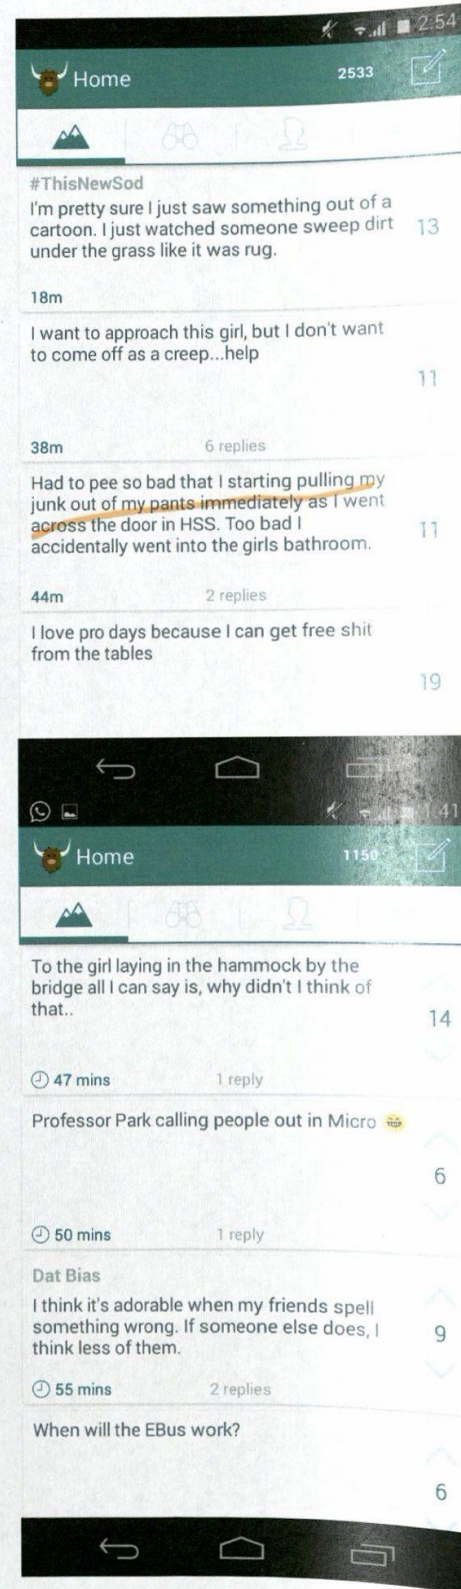 2:54
Home
2533
#ThisNewSod
I'm pretty sure I just saw something out of a
cartoon. I just watched someone sweep dirt
under the grass like it was rug.
13
18m
I want to approach this girl, but I don't want
to come off as a creep...help
11
38m
6 replies
Had to pee so bad that I starting pulling my
junk out of my pants immediately as I went
across the door in HSS. Too bad I
accidentally went into the girls bathroom.
11
44m
2 replies
I love pro days because I can get free shit
from the tables
19
Home
1150
To the girl laying in the hammock by the
bridge all I can say is, why didn't I think of
that..
14
47 mins
1 reply
Professor Park calling people out in Micro 😁
6
50 mins
1 reply
Dat Bias
I think it's adorable when my friends spell
something wrong. If someone else does, I
think less of them.
9
55 mins
2 replies
When will the EBus work?
6